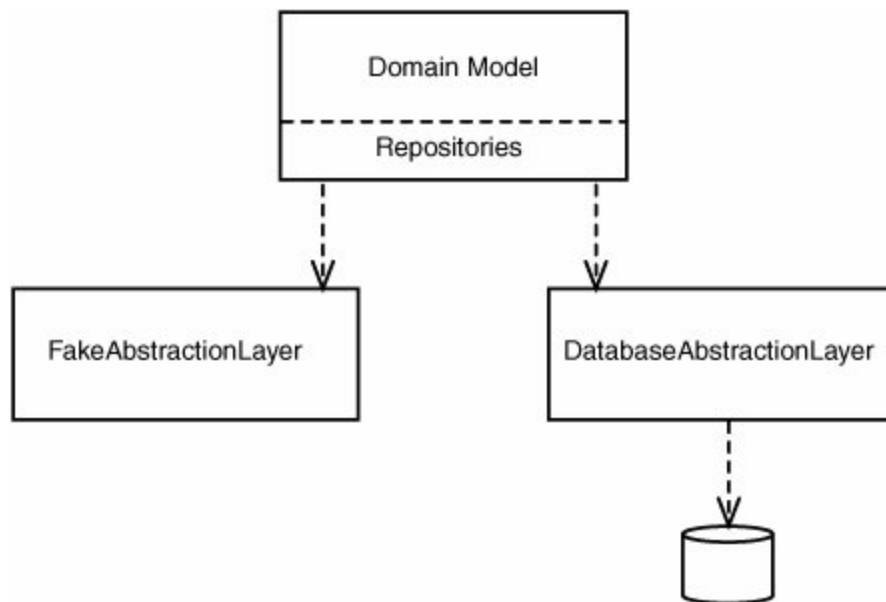 Domain Model
Repositories
FakeAbstractionLayer
DatabaseAbstractionLayer